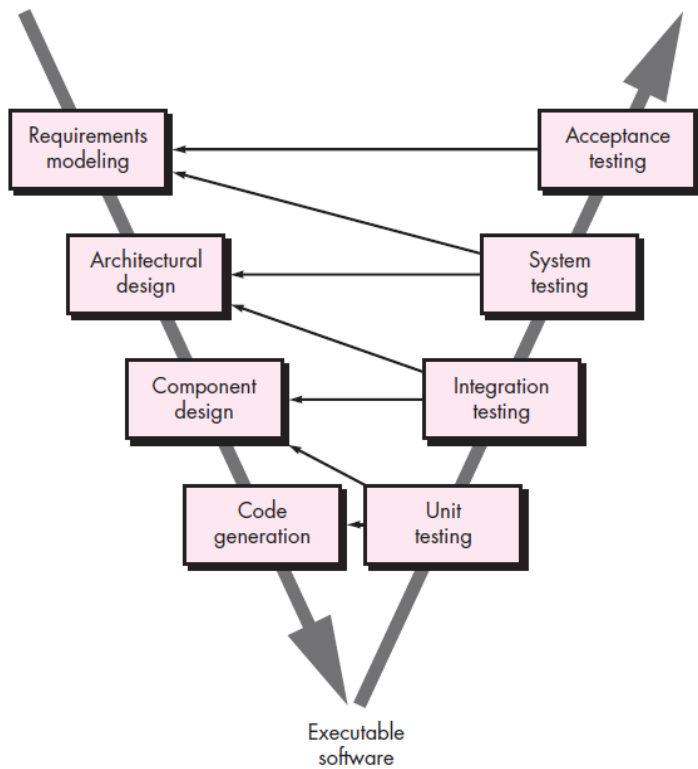 Requirements
modeling
Acceptance
testing
Architectural
design
System
testing
Component
design
Integration
testing
Code
generation
Unit
testing
Executable
software